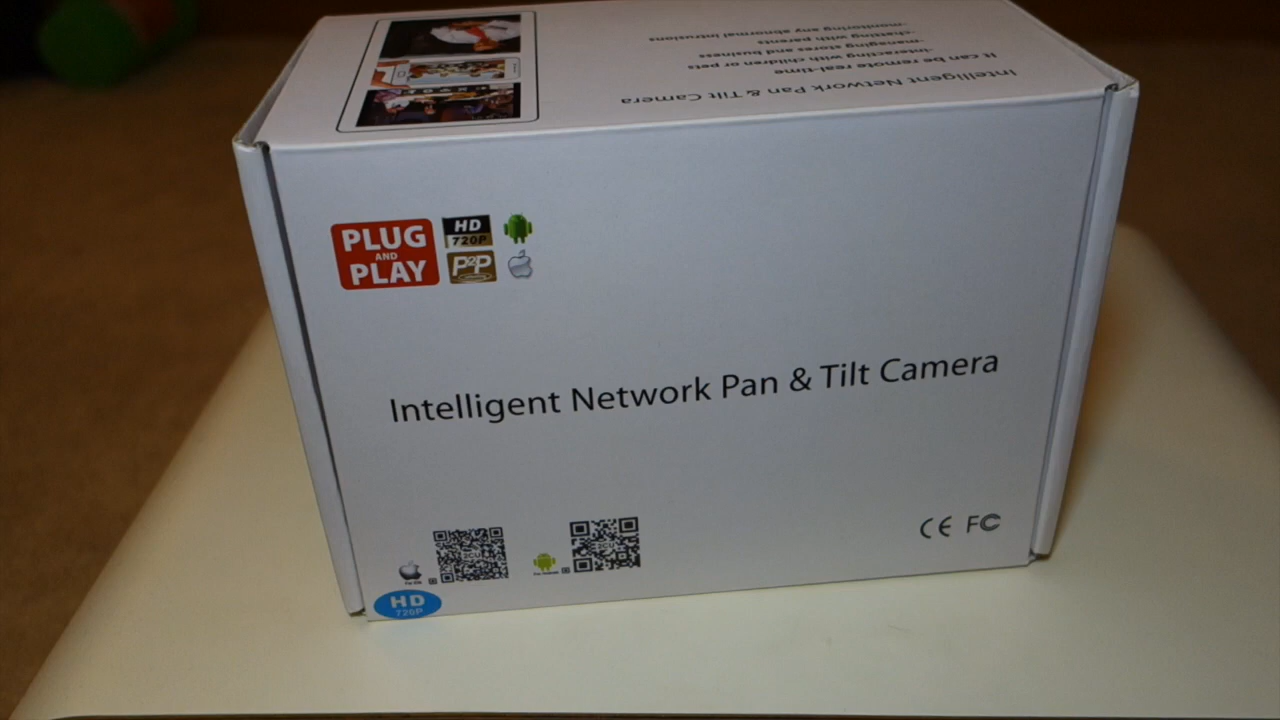 Intelligent Network Pan & Tilt Camera
It can be remote real-time
-interacting with children or pets
-managing stores and business
-chatting with parents
-monitoring any abnormal intrusions
PLUG
AND
PLAY
HD
720P
P2P
Intelligent Network Pan & Tilt Camera
CE FC
HD
720P